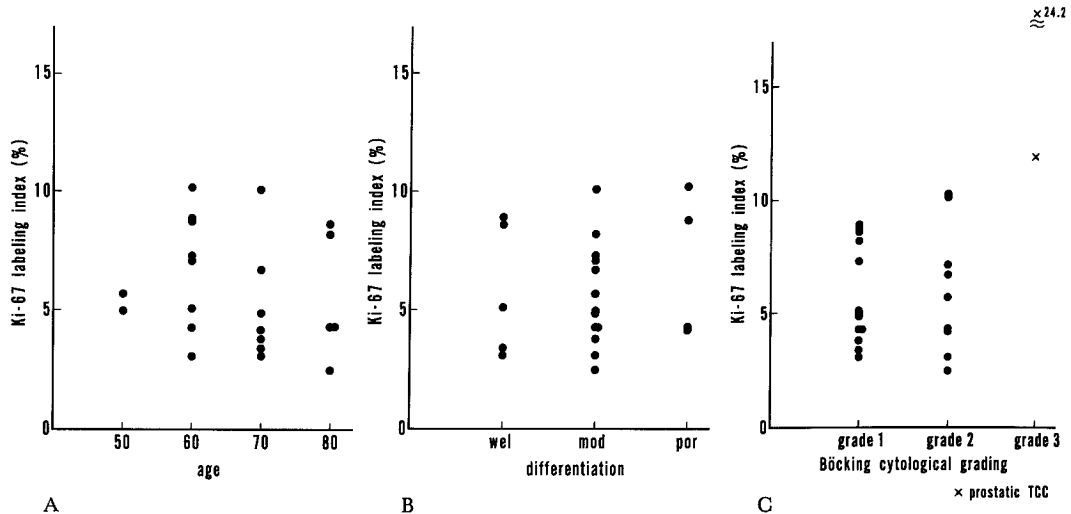 Ki-67 labeling index (%)
15
10
5
0
50 60 70 80
age
A
Ki-67 labeling index (%)
15
10
5
0
wel mod por
differentiation
B
Ki-67 labeling index (%)
×24.2
15
10
5
0
grade 1 grade 2 grade 3
Böcking cytological grading
× prostatic TCC
C